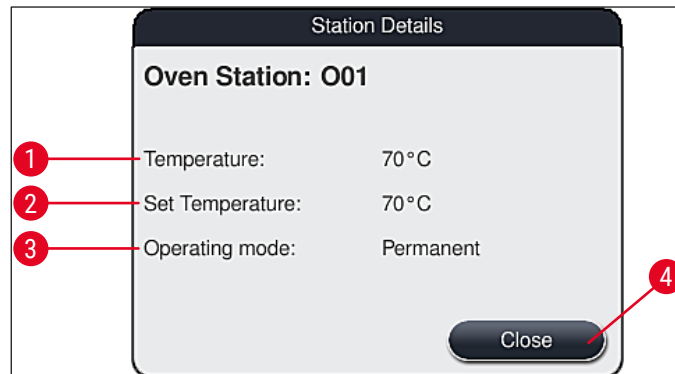 Station Details
Oven Station: O01
1 Temperature: 70°C
2 Set Temperature: 70°C
3 Operating mode: Permanent
4
Close